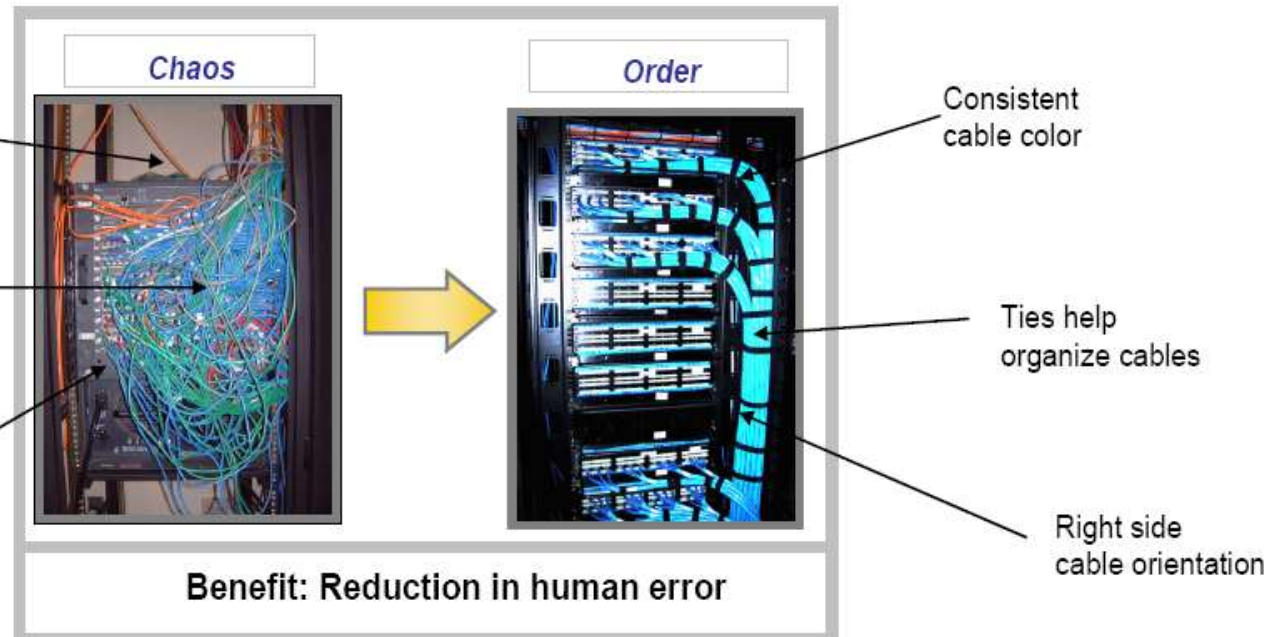 Chaos
Order
Consistent
cable color
Ties help
organize cables
Right side
cable orientation
Benefit: Reduction in human error